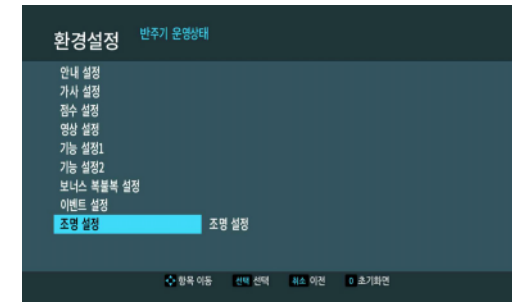 환경설정 반주기 운영상태
안내 설정
가사 설정
점수 설정
영상 설정
기능 설정1
기능 설정2
보너스 복불복 설정
이벤트 설정
조명 설정 조명 설정
항목 이동 선택 선택 취소 이전 0 초기화면